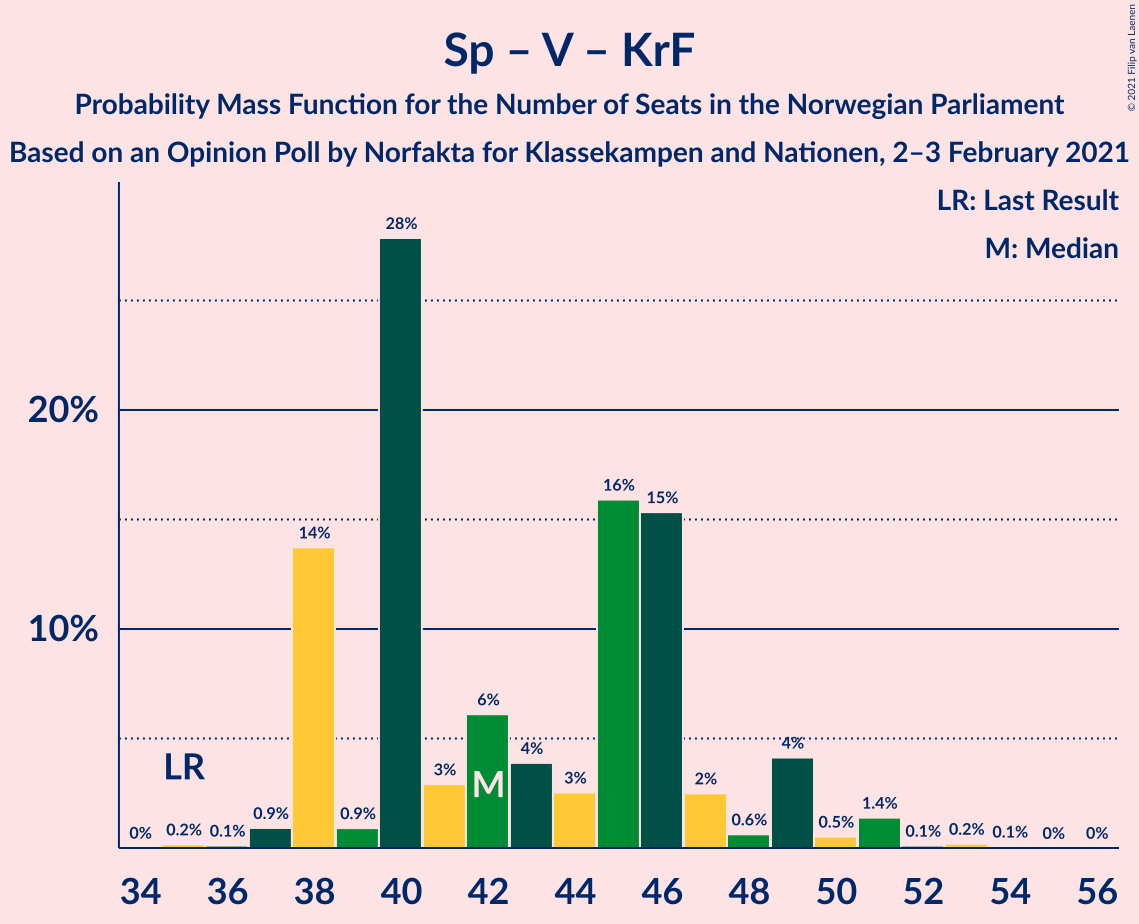 Sp – V – KrF
Probability Mass Function for the Number of Seats in the Norwegian Parliament
Based on an Opinion Poll by Norfakta for Klassekampen and Nationen, 2–3 February 2021
© 2021 Filip van Laenen
LR: Last Result
M: Median
20%
10%
0%
0.2%
0.1%
0.9%
14%
0.9%
28%
3%
6%
4%
3%
16%
15%
2%
0.6%
4%
0.5%
1.4%
0.1%
0.2%
0.1%
0%
0%
LR
M
34 36 38 40 42 44 46 48 50 52 54 56